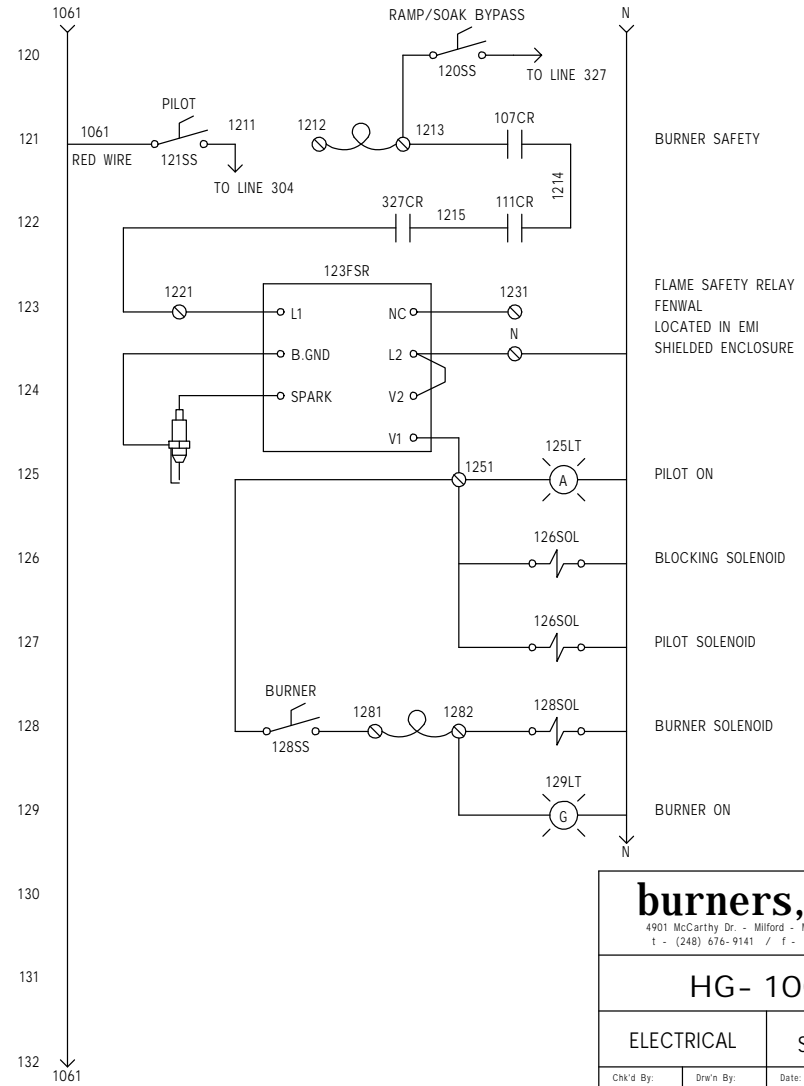 1061 N
RAMP/SOAK BYPASS
120
120SS
TO LINE 327
PILOT
1061 1211 1212 1213 107CR
121 BURNER SAFETY
RED WIRE 121SS
TO LINE 304
1214
327CR 1215 111CR
122
123FSR
1221 1231
123 L1 NC
FLAME SAFETY RELAY
FENWAL
LOCATED IN EMI
SHIELDED ENCLOSURE
N
B.GND L2
124
SPARK V2
V1
125LT
1251
125 A PILOT ON
126SOL
126 BLOCKING SOLENOID
126SOL
127 PILOT SOLENOID
BURNER 1281 1282 128SOL
128 BURNER SOLENOID
128SS
129LT
129 G BURNER ON
N
130
burners,
4901 McCarthy Dr. - Milford -
t - (248) 676-9141 / f -
131
HG- 10
ELECTRICAL S
132
1061
Chk'd By: Drw'n By: Date: